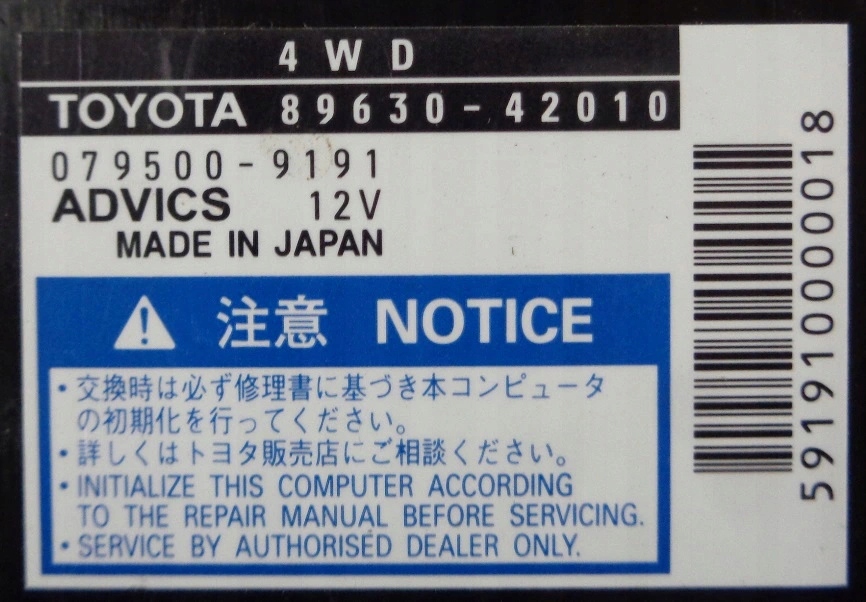 4WD
TOYOTA 89630-42010
079500-9191
ADVICS 12V
MADE IN JAPAN
注意 NOTICE
・交換時は必ず修理書に基づき本コンピュータ
の初期化を行ってください。
・詳しくはトヨタ販売店にご相談ください。
・INITIALIZE THIS COMPUTER ACCORDING
TO THE REPAIR MANUAL BEFORE SERVICING.
・SERVICE BY AUTHORISED DEALER ONLY.
591910000018